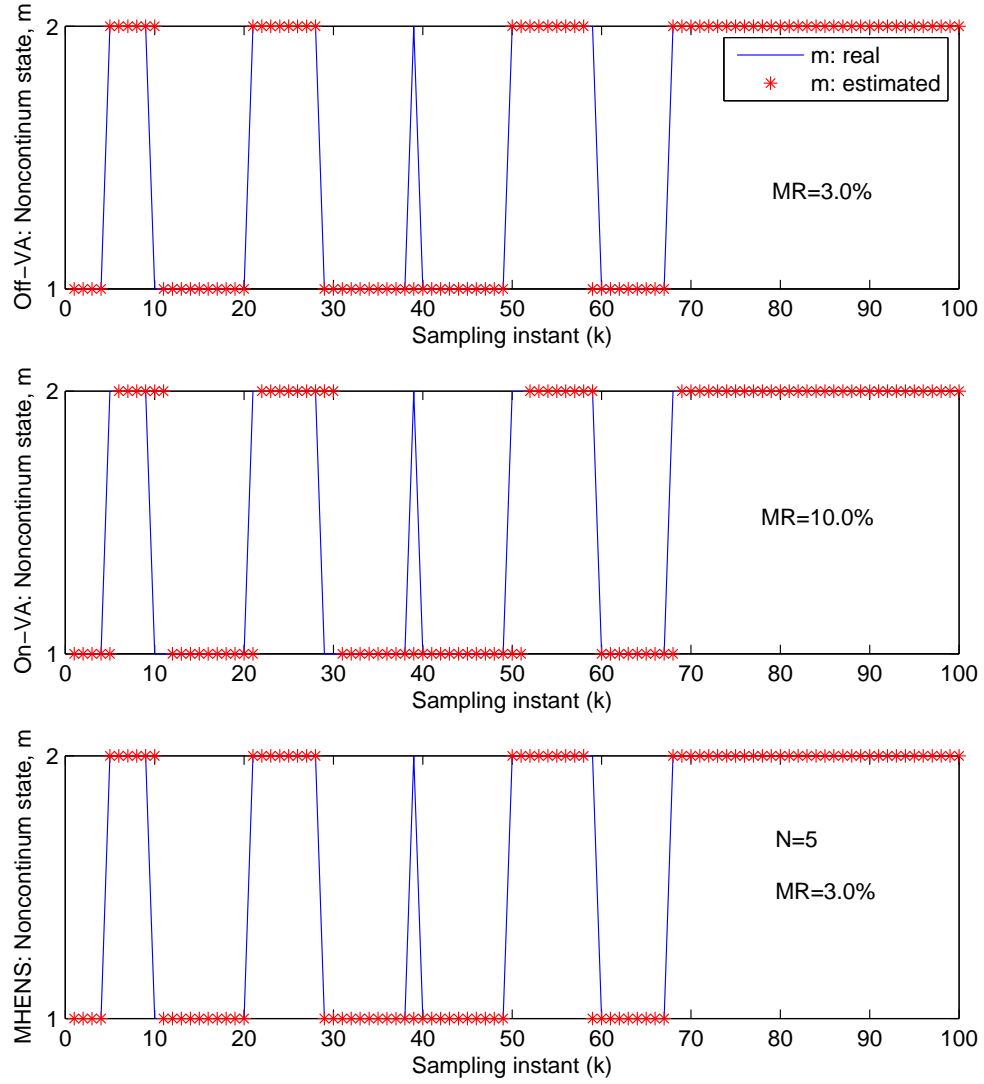 Off−VA: Noncontinum state, m
2
1
m: real
m: estimated
MR=3.0%
0 10 20 30 40 50 60 70 80 90 100
Sampling instant (k)
On−VA: Noncontinum state, m
2
1
MR=10.0%
0 10 20 30 40 50 60 70 80 90 100
Sampling instant (k)
MHENS: Noncontinum state, m
2
1
N=5
MR=3.0%
0 10 20 30 40 50 60 70 80 90 100
Sampling instant (k)